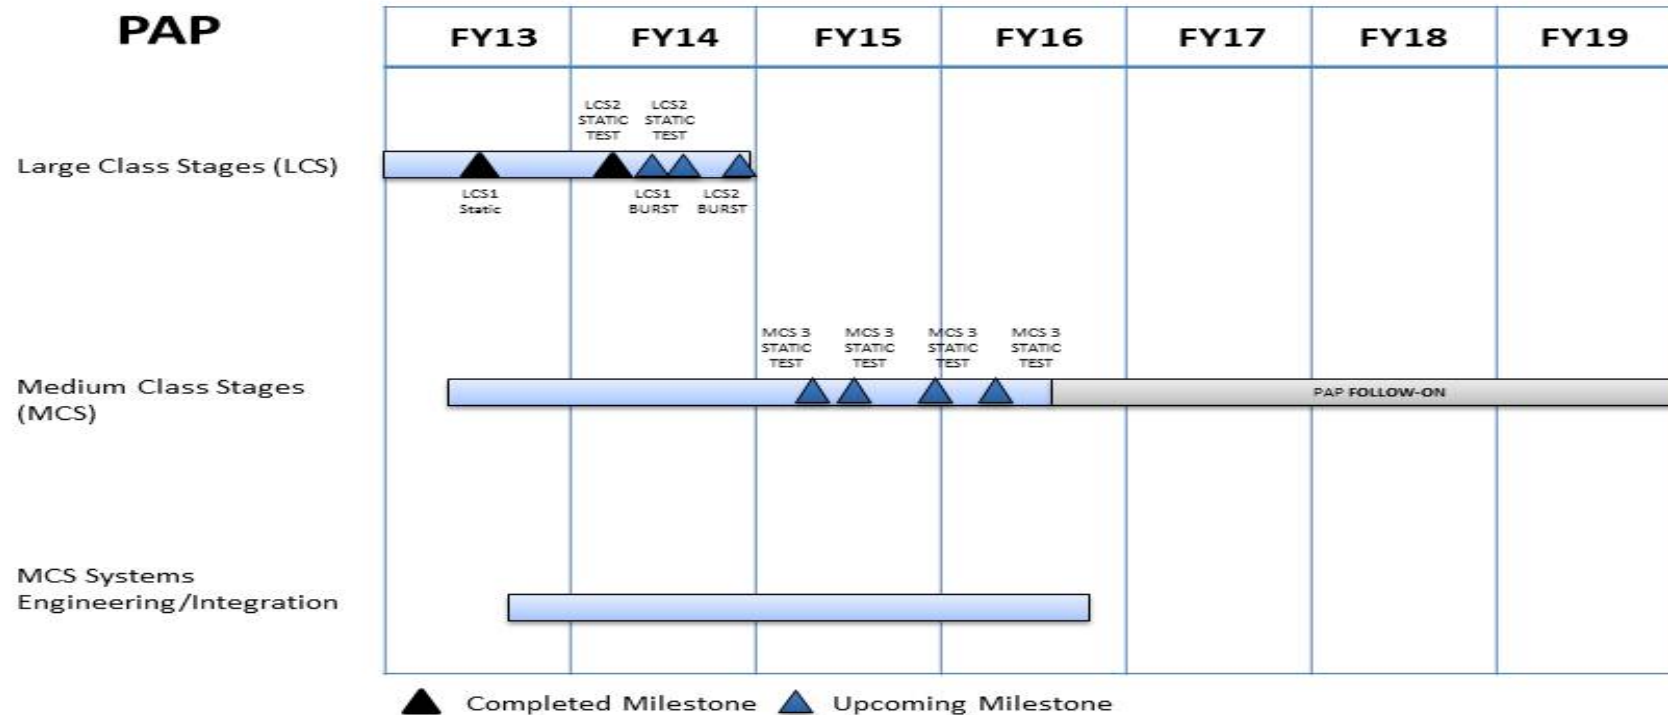 PAP
FY13 FY14 FY15 FY16 FY17 FY18 FY19
LCS2 LCS2
STATIC STATIC
TEST TEST
Large Class Stages (LCS)
LCS1 LCS1 LCS2
Static BURST BURST
MCS 3 MCS 3 MCS 3 MCS 3
STATIC STATIC STATIC STATIC
TEST TEST TEST TEST
Medium Class Stages
(MCS)
PAP FOLLOW-ON
MCS Systems
Engineering/Integration
Completed Milestone Upcoming Milestone